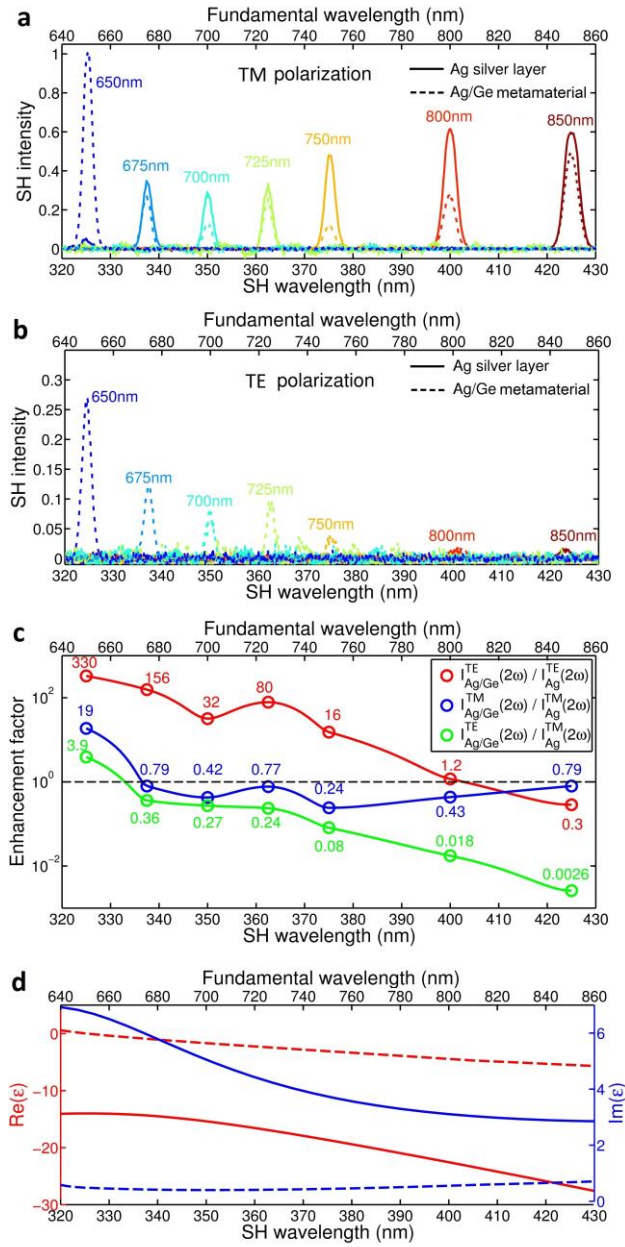 a
Fundamental wavelength (nm)
640 660 680 700 720 740 760 780 800 820 840 860
SH intensity
1
0.8
0.6
0.4
0.2
0
TM polarization
Ag silver layer
Ag/Ge metamaterial
650nm
675nm
700nm
725nm
750nm
800nm
850nm
320 330 340 350 360 370 380 390 400 410 420 430
SH wavelength (nm)
b
Fundamental wavelength (nm)
640 660 680 700 720 740 760 780 800 820 840 860
SH intensity
0.3
0.25
0.2
0.15
0.1
0.05
0
TE polarization
Ag silver layer
Ag/Ge metamaterial
650nm
675nm
700nm
725nm
750nm
800nm
850nm
320 330 340 350 360 370 380 390 400 410 420 430
SH wavelength (nm)
c
Fundamental wavelength (nm)
640 660 680 700 720 740 760 780 800 820 840 860
Enhancement factor
10²
10⁰
10⁻²
I^TE_Ag/Ge(2ω) / I^TE_Ag(2ω)
I^TM_Ag/Ge(2ω) / I^TM_Ag(2ω)
I^TE_Ag/Ge(2ω) / I^TM_Ag(2ω)
330 156 32 80 16 1.2 0.3
19 0.79 0.42 0.77 0.24 0.43 0.79
3.9 0.36 0.27 0.24 0.08 0.018 0.0026
320 330 340 350 360 370 380 390 400 410 420 430
SH wavelength (nm)
d
Fundamental wavelength (nm)
640 660 680 700 720 740 760 780 800 820 840 860
Re(ε)
0
−10
−20
−30
Im(ε)
6
4
2
0
320 330 340 350 360 370 380 390 400 410 420 430
SH wavelength (nm)